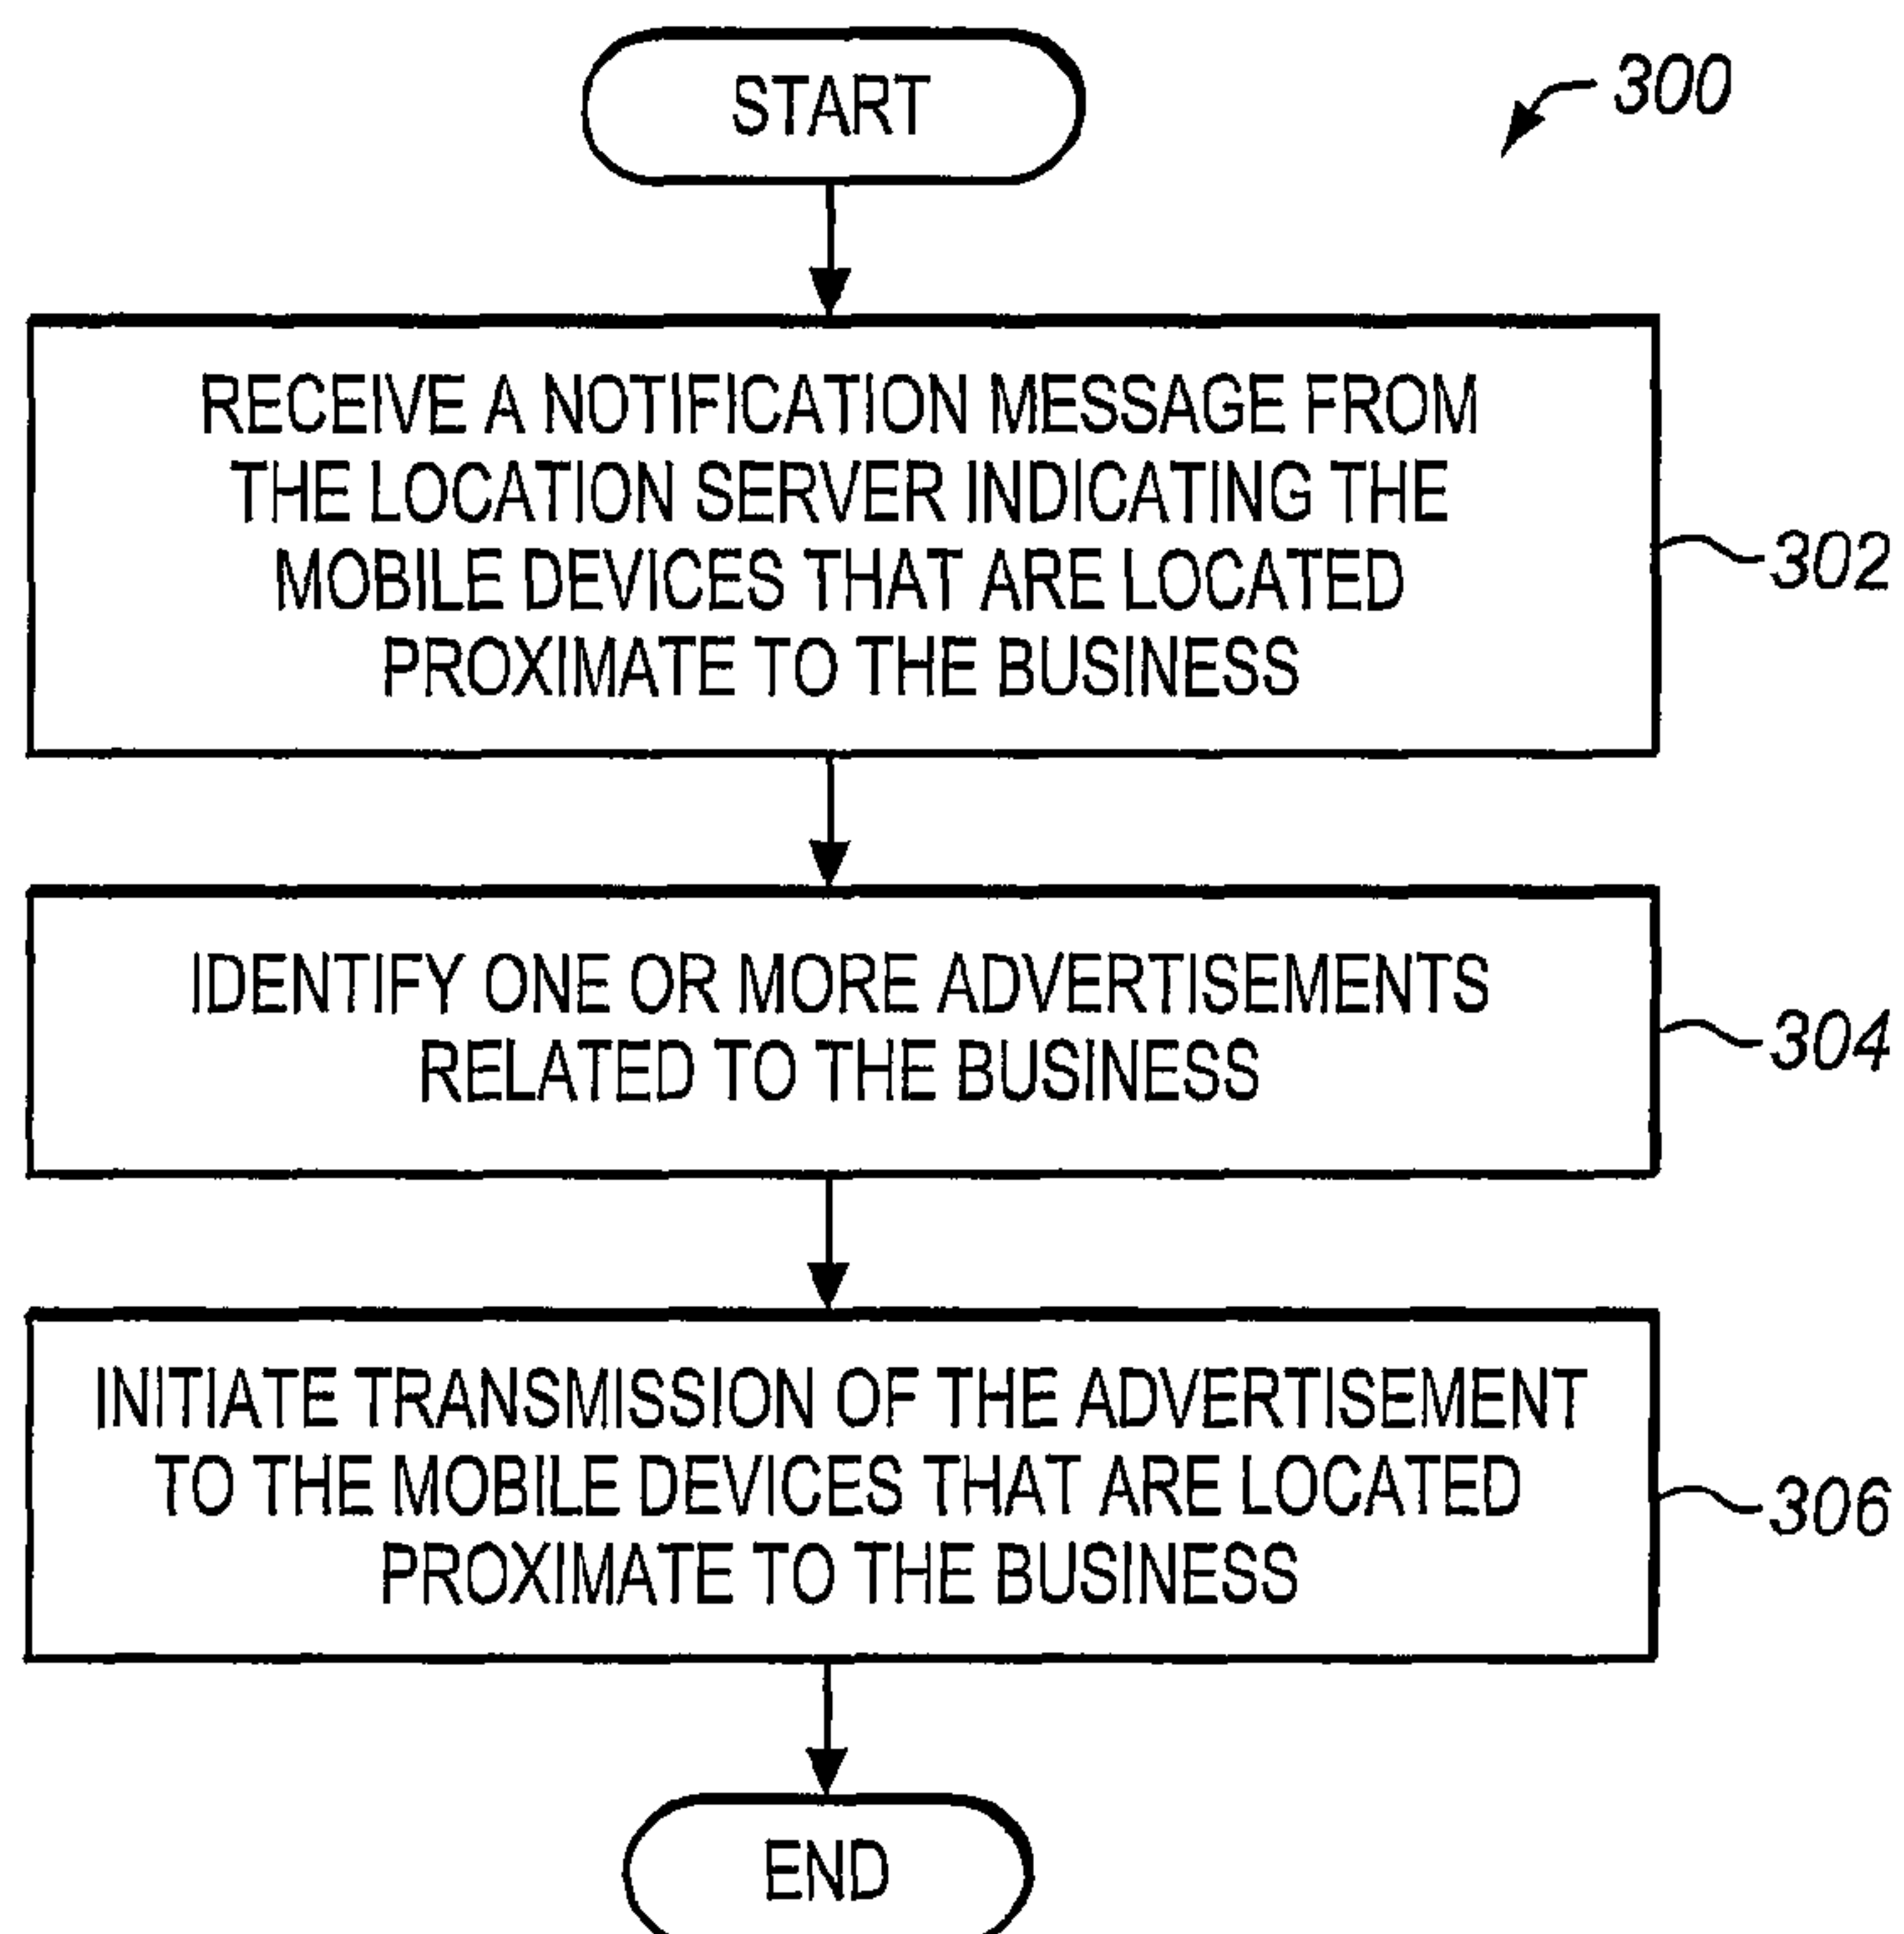 START
300
RECEIVE A NOTIFICATION MESSAGE FROM
THE LOCATION SERVER INDICATING THE
MOBILE DEVICES THAT ARE LOCATED
PROXIMATE TO THE BUSINESS
302
IDENTIFY ONE OR MORE ADVERTISEMENTS
RELATED TO THE BUSINESS
304
INITIATE TRANSMISSION OF THE ADVERTISEMENT
TO THE MOBILE DEVICES THAT ARE LOCATED
PROXIMATE TO THE BUSINESS
306
END